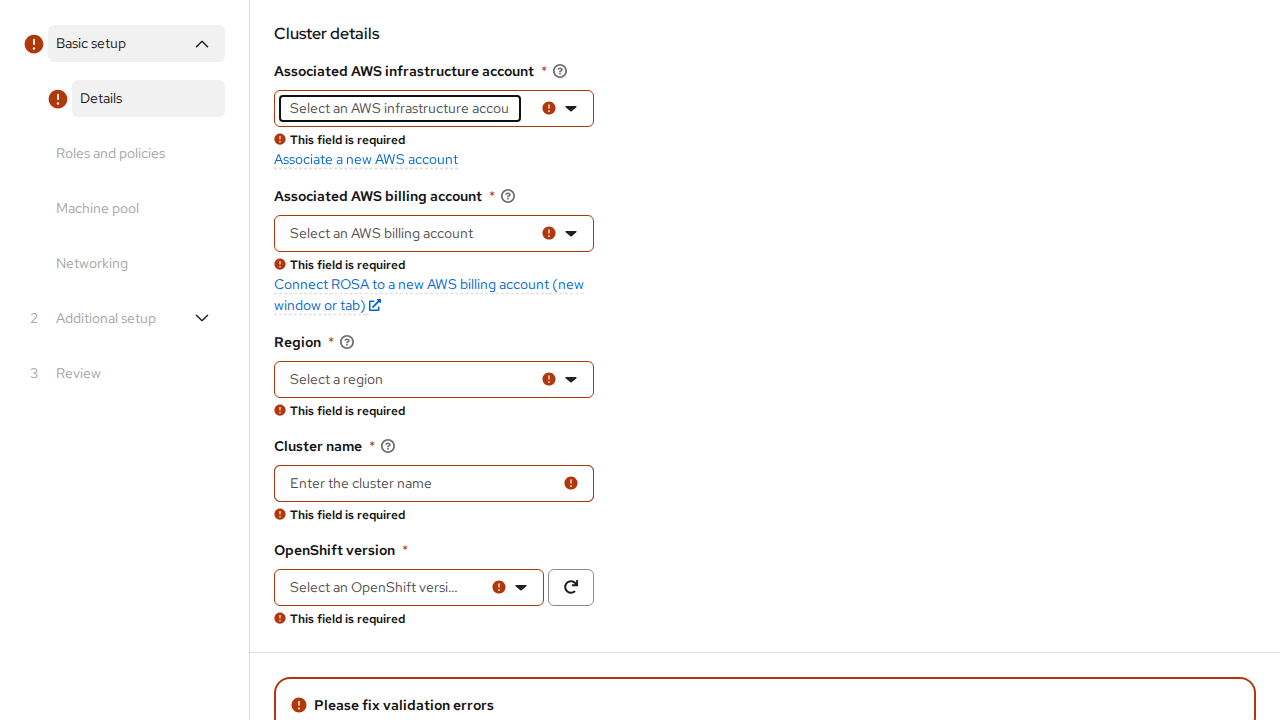 Basic setup
Details
Roles and policies
Machine pool
Networking
2 Additional setup
3 Review
Cluster details
Associated AWS infrastructure account *
Select an AWS infrastructure accou
This field is required
Associate a new AWS account
Associated AWS billing account *
Select an AWS billing account
This field is required
Connect ROSA to a new AWS billing account (new
window or tab)
Region *
Select a region
This field is required
Cluster name *
Enter the cluster name
This field is required
OpenShift version *
Select an OpenShift versi...
This field is required
Please fix validation errors